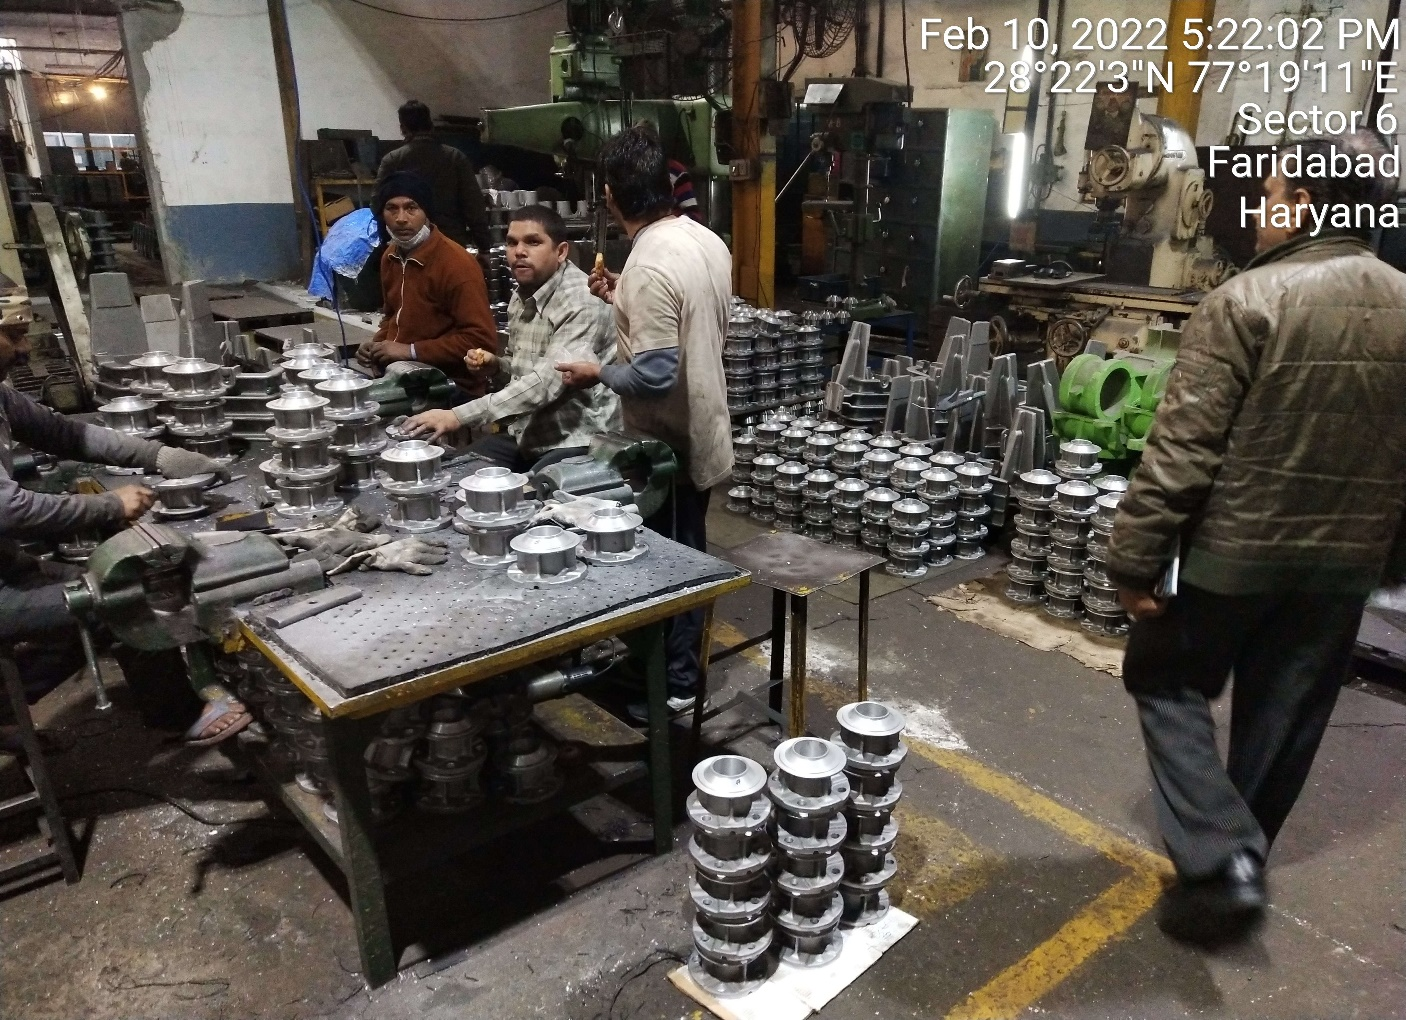 Feb 10, 2022 5:22:02 PM
28°22'3"N 77°19'11"E
Sector 6
Faridabad
Haryana